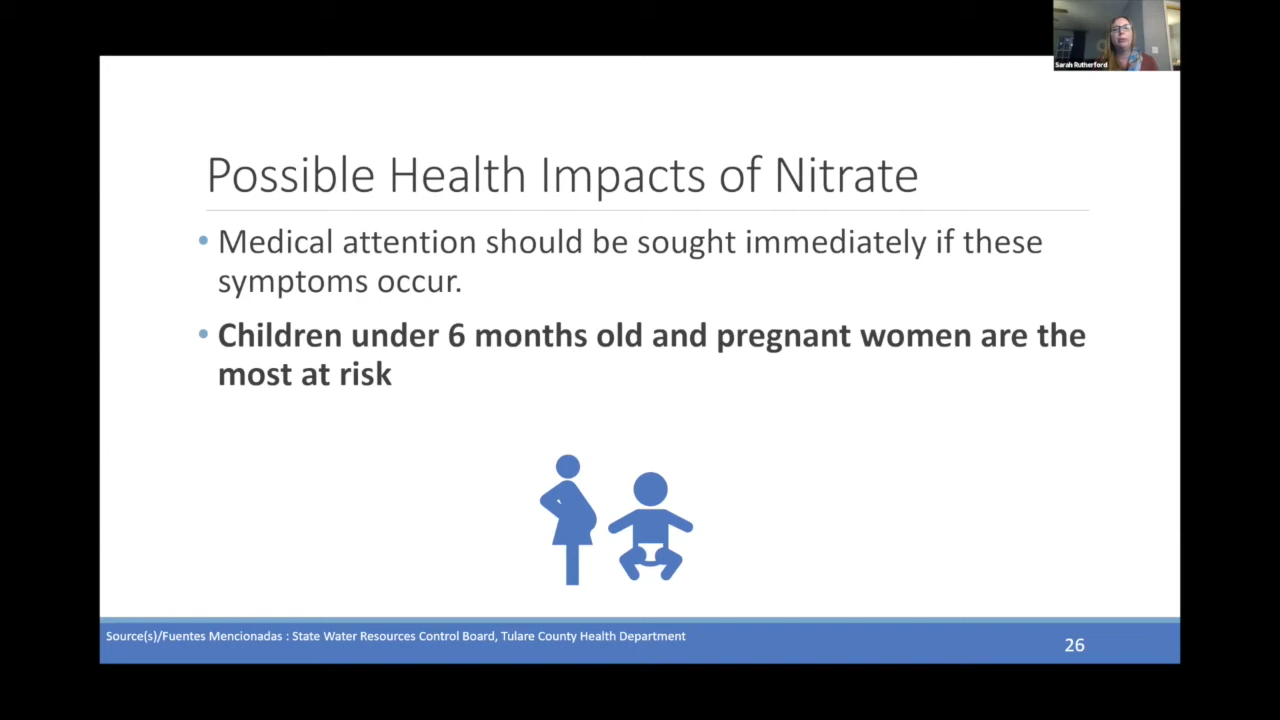 Sarah Rutherford
Possible Health Impacts of Nitrate
• Medical attention should be sought immediately if these
symptoms occur.
• Children under 6 months old and pregnant women are the
most at risk
Source(s)/Fuentes Mencionadas : State Water Resources Control Board, Tulare County Health Department
26